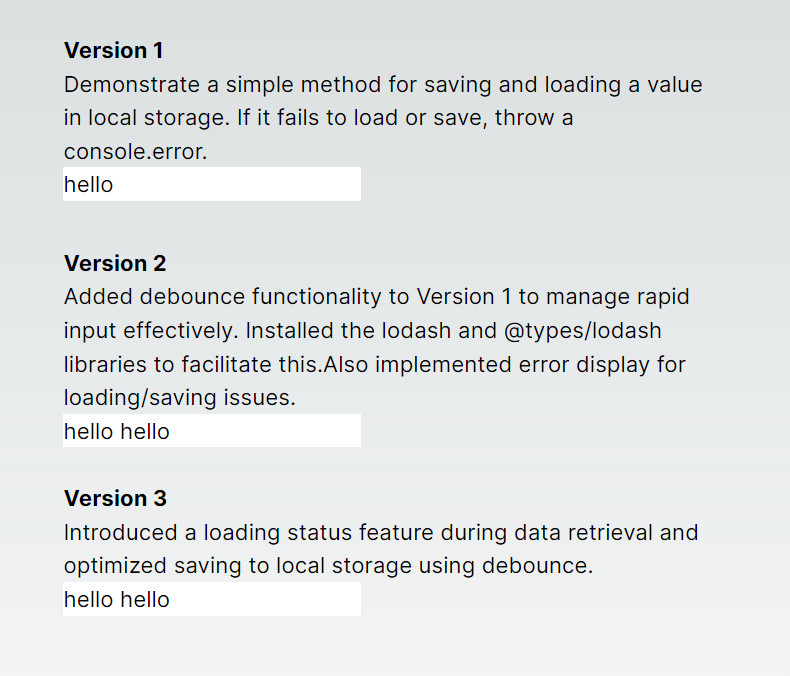 Version 1
Demonstrate a simple method for saving and loading a value
in local storage. If it fails to load or save, throw a
console.error.
hello
Version 2
Added debounce functionality to Version 1 to manage rapid
input effectively. Installed the lodash and @types/lodash
libraries to facilitate this.Also implemented error display for
loading/saving issues.
hello hello
Version 3
Introduced a loading status feature during data retrieval and
optimized saving to local storage using debounce.
hello hello